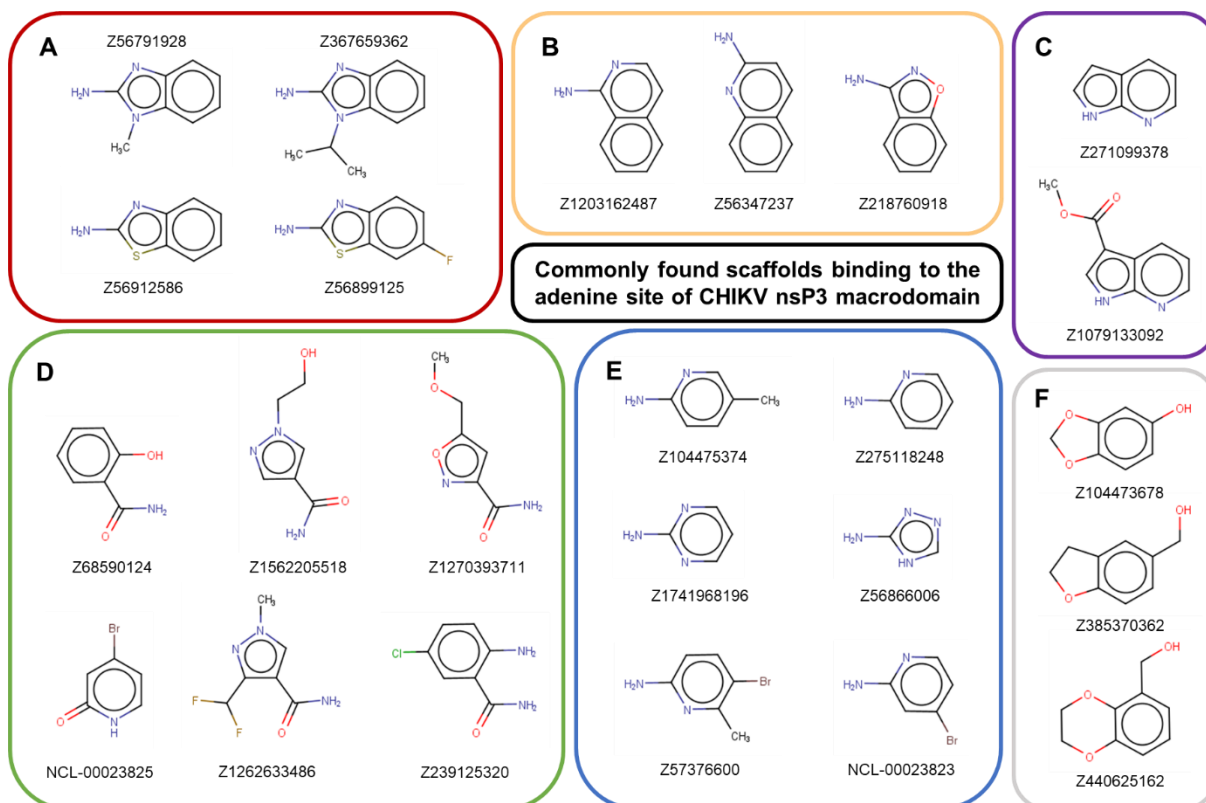 A
Z56791928
Z367659362
N
H₂N
N
H₃C
N
H₂N
N
H₃C
CH₃
N
H₂N
S
Z56912586
N
H₂N
S
F
Z56899125
B
H₂N
N
H₂N
N
H₂N
N
O
Z1203162487
Z56347237
Z218760918
Commonly found scaffolds binding to the
adenine site of CHIKV nsP3 macrodomain
C
HN
N
Z271099378
H₃C
O
O
HN
N
Z1079133092
D
OH
NH₂
O
Z68590124
OH
N
N
O
H₂N
Z1562205518
CH₃
O
O
N
NH₂
O
Z1270393711
Br
O
N
H
NCL-00023825
CH₃
N
N
F
F
NH₂
O
Z1262633486
Cl
NH₂
NH₂
O
Z239125320
E
N
H₂N
CH₃
Z104475374
N
H₂N
Z275118248
N
H₂N
N
Z1741968196
N
N
H₂N
HN
Z56866006
H₂N
N
Br
CH₃
Z57376600
N
H₂N
Br
NCL-00023823
F
O
O
OH
Z104473678
OH
O
Z385370362
OH
O
O
Z440625162